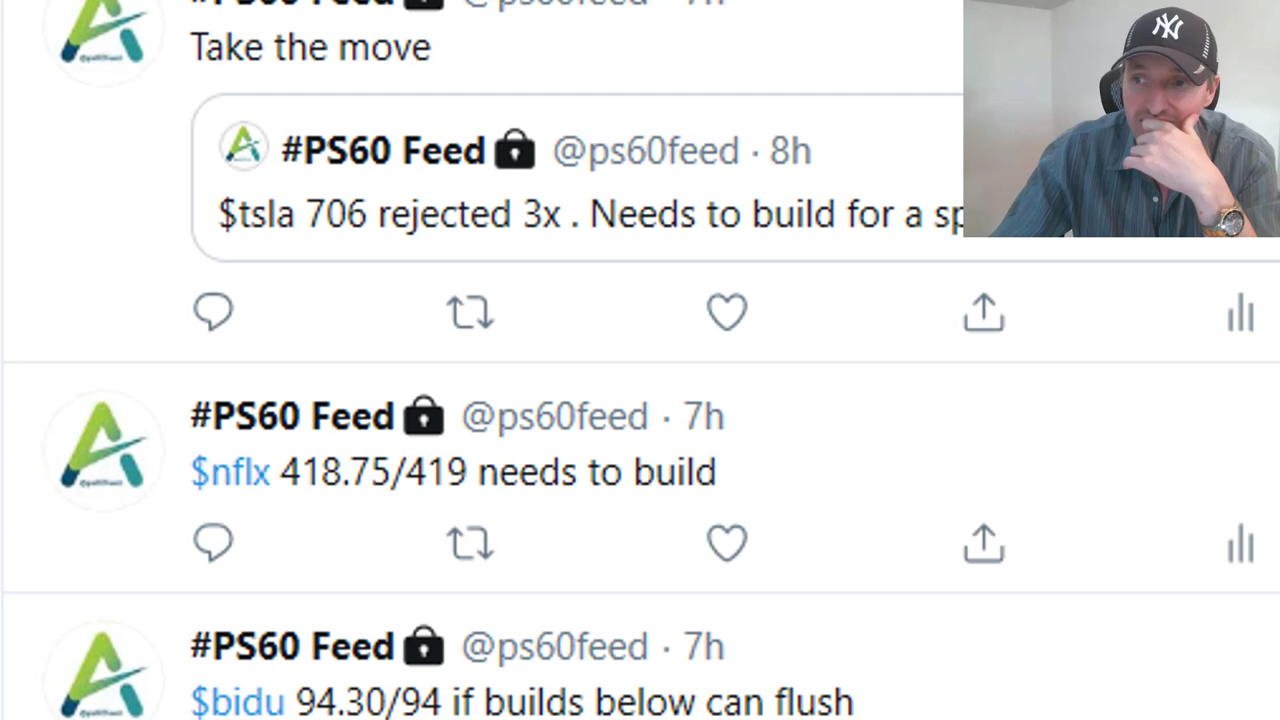 #PS60 Feed @ps60feed · 7h
Take the move
#PS60 Feed @ps60feed · 8h
$tsla 706 rejected 3x . Needs to build for a sp
#PS60 Feed @ps60feed · 7h
$nflx 418.75/419 needs to build
#PS60 Feed @ps60feed · 7h
$bidu 94.30/94 if builds below can flush